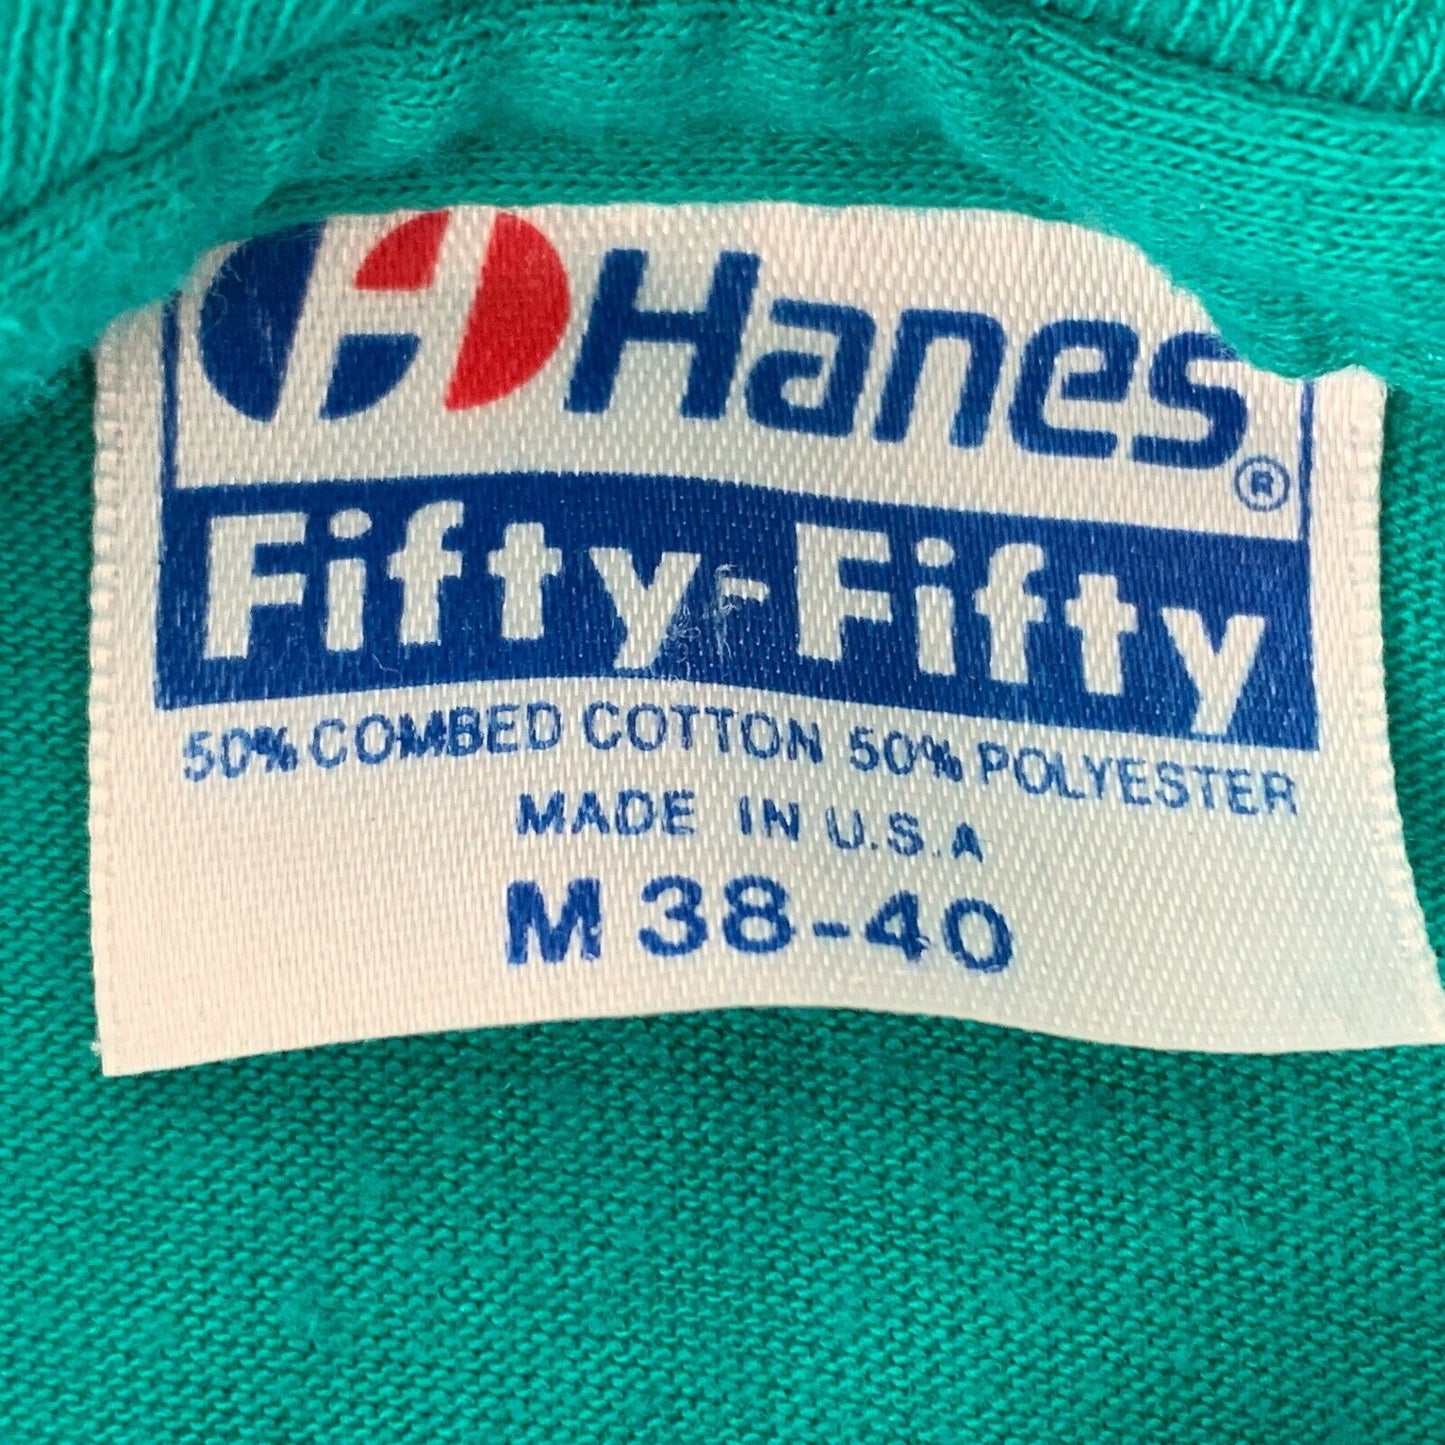 Hanes®
Fifty-Fifty
50% COMBED COTTON 50% POLYESTER
MADE IN U.S.A
M 38-40